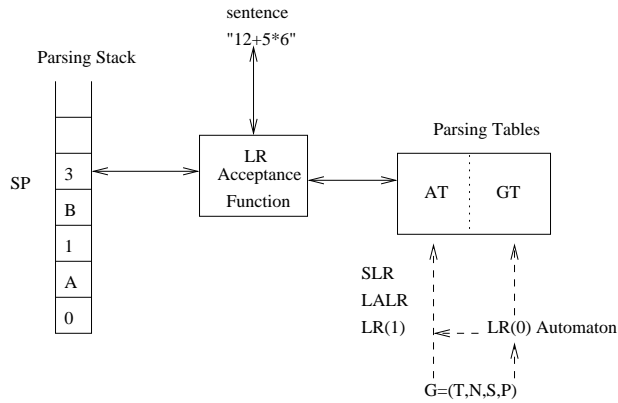 sentence
"12+5*6"
Parsing Stack
Parsing Tables
LR
Acceptance
Function
SP
3
B
1
A
0
AT
GT
SLR
LALR
LR(1)
LR(0) Automaton
G=(T,N,S,P)